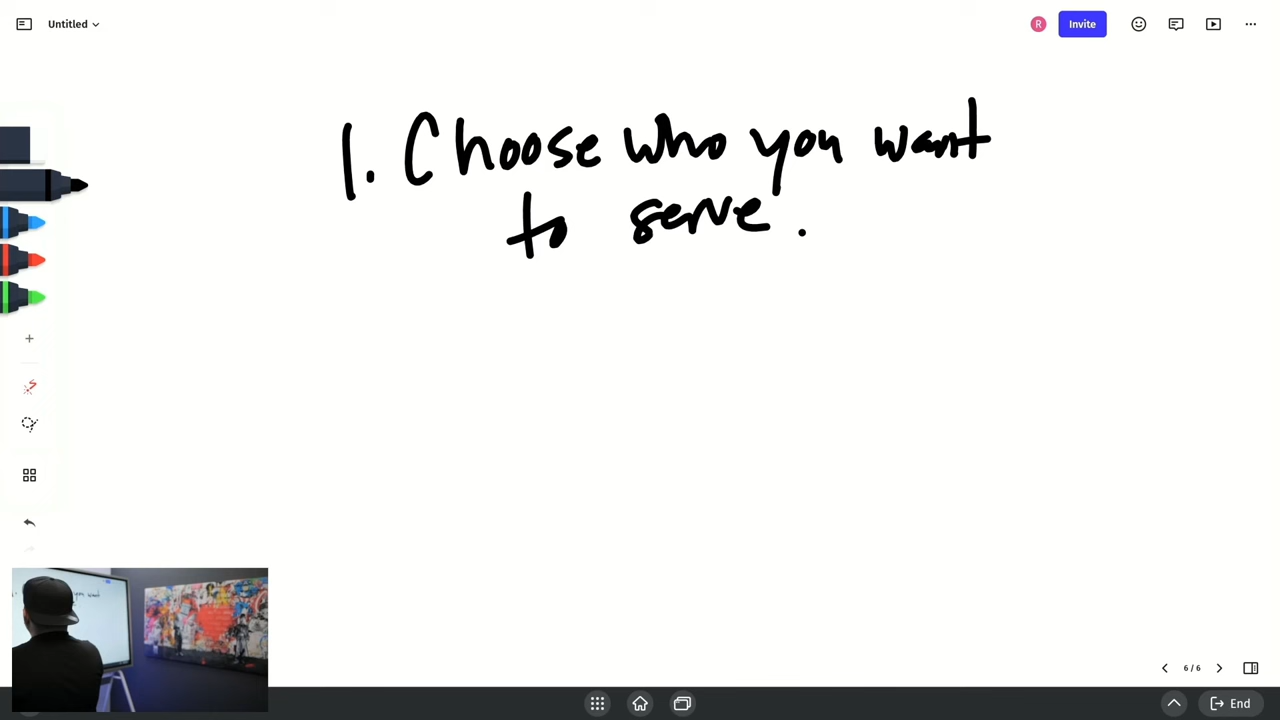 Untitled
R
Invite
1. Choose who you want
to serve.
6/6
End